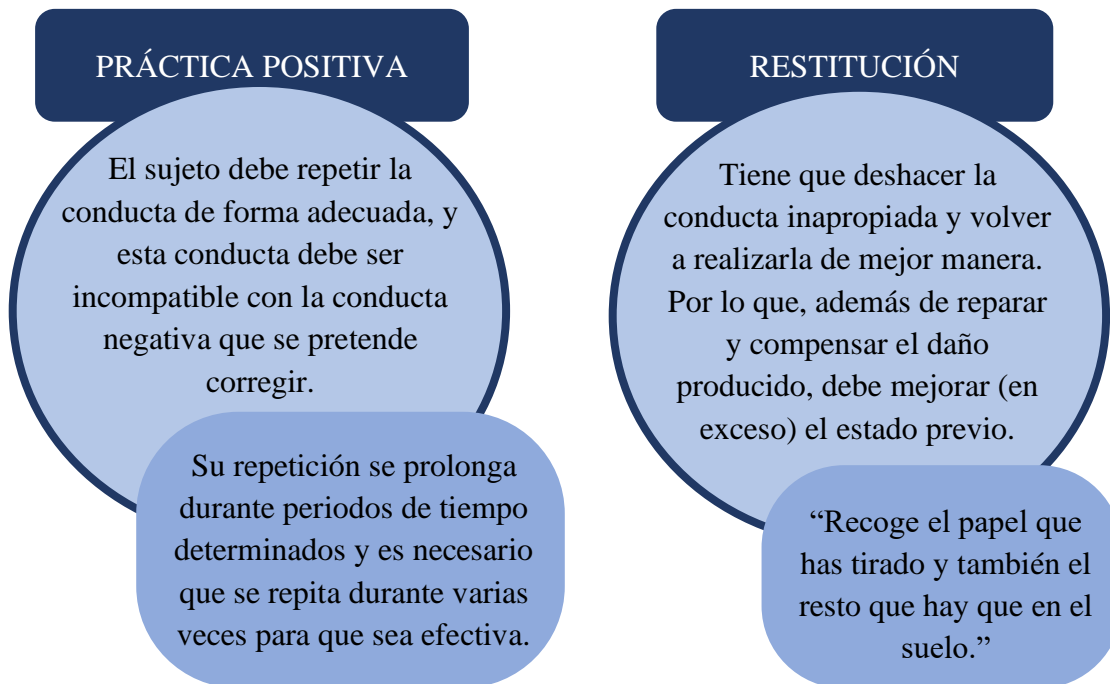 PRÁCTICA POSITIVA
El sujeto debe repetir la
conducta de forma adecuada, y
esta conducta debe ser
incompatible con la conducta
negativa que se pretende
corregir.
Su repetición se prolonga
durante periodos de tiempo
determinados y es necesario
que se repita durante varias
veces para que sea efectiva.
RESTITUCIÓN
Tiene que deshacer la
conducta inapropiada y volver
a realizarla de mejor manera.
Por lo que, además de reparar
y compensar el daño
producido, debe mejorar (en
exceso) el estado previo.
“Recoge el papel que
has tirado y también el
resto que hay que en el
suelo.”